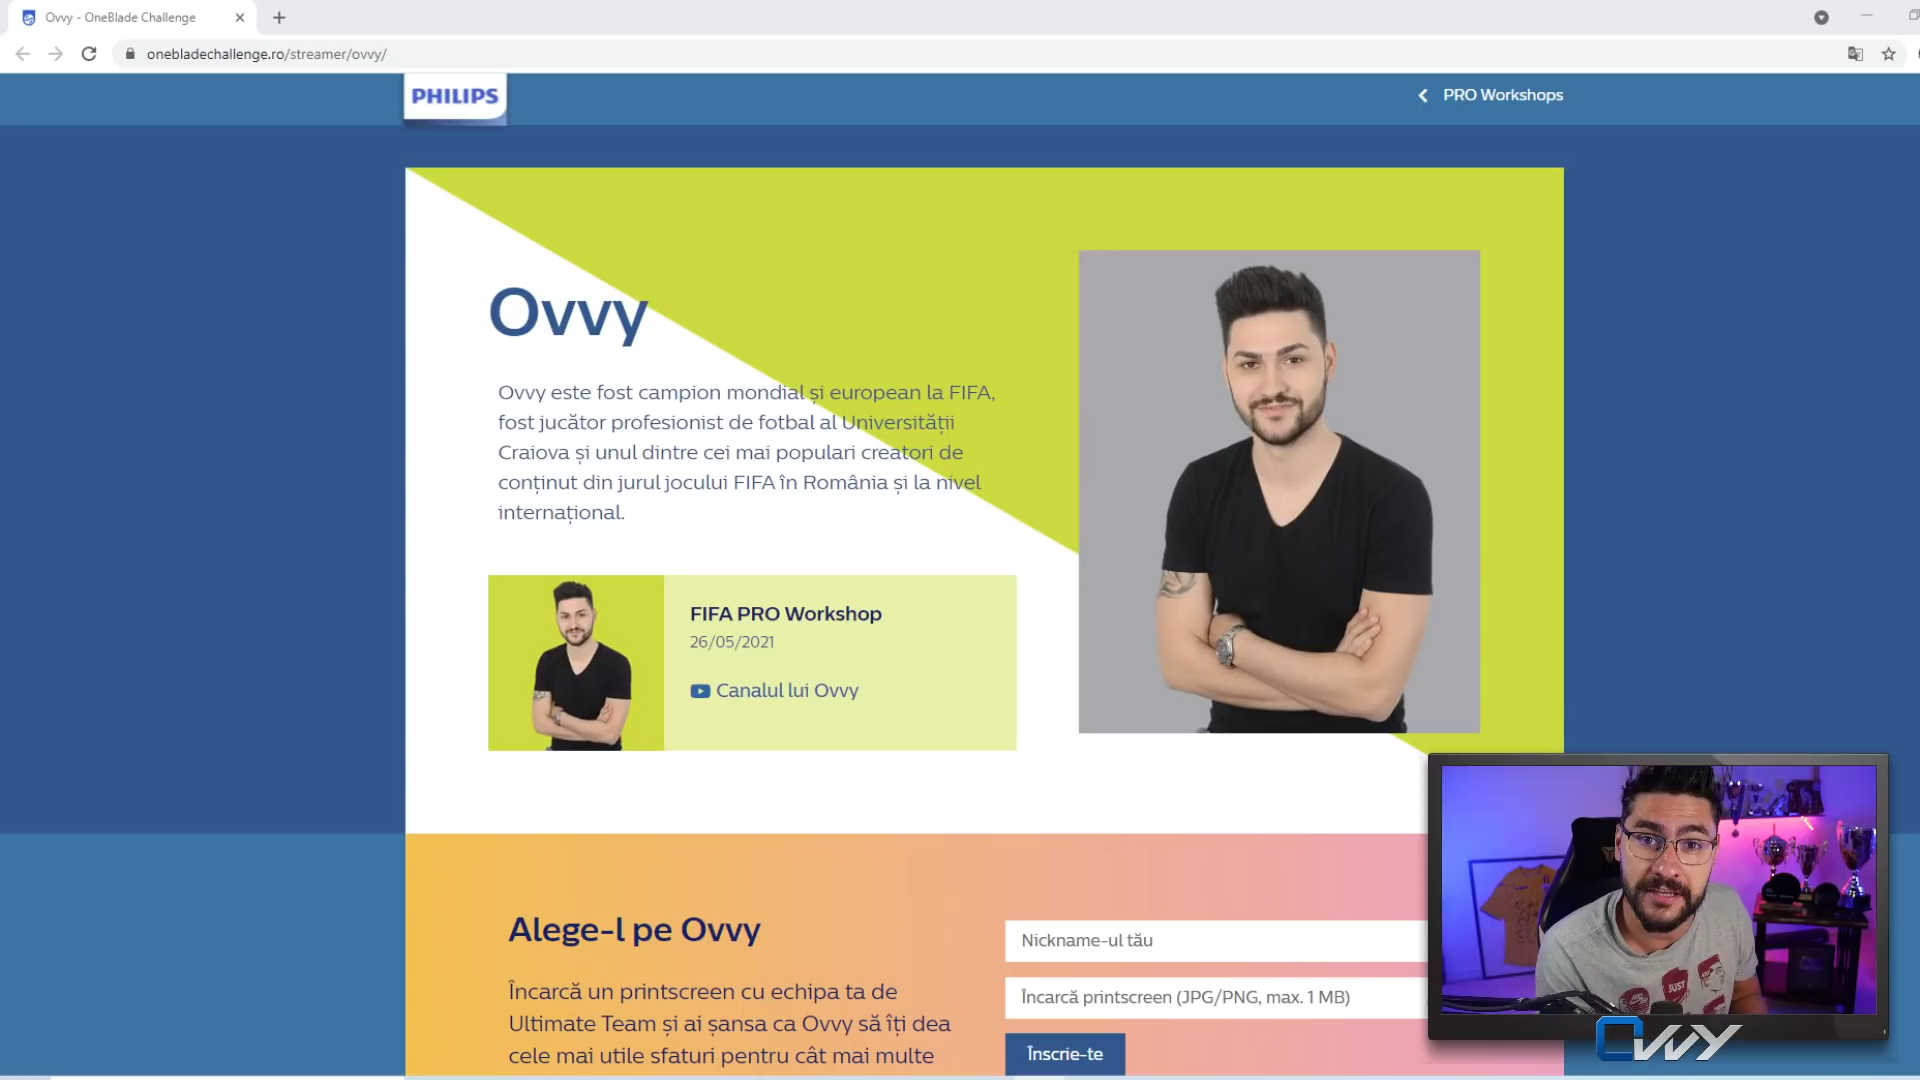 Ovvy - OneBlade Challenge
onebladechallenge.ro/streamer/ovvy/
PHILIPS
PRO Workshops
Ovvy
Ovvy este fost campion mondial și european la FIFA,
fost jucător profesionist de fotbal al Universității
Craiova și unul dintre cei mai populari creatori de
conținut din jurul jocului FIFA în România și la nivel
internațional.
FIFA PRO Workshop
26/05/2021
Canalul lui Ovvy
Alege-l pe Ovvy
Încarcă un printscreen cu echipa ta de
Ultimate Team și ai șansa ca Ovvy să îți dea
cele mai utile sfaturi pentru cât mai multe
Nickname-ul tău
Încarcă printscreen (JPG/PNG, max. 1 MB)
Înscrie-te
JUST
OVVY